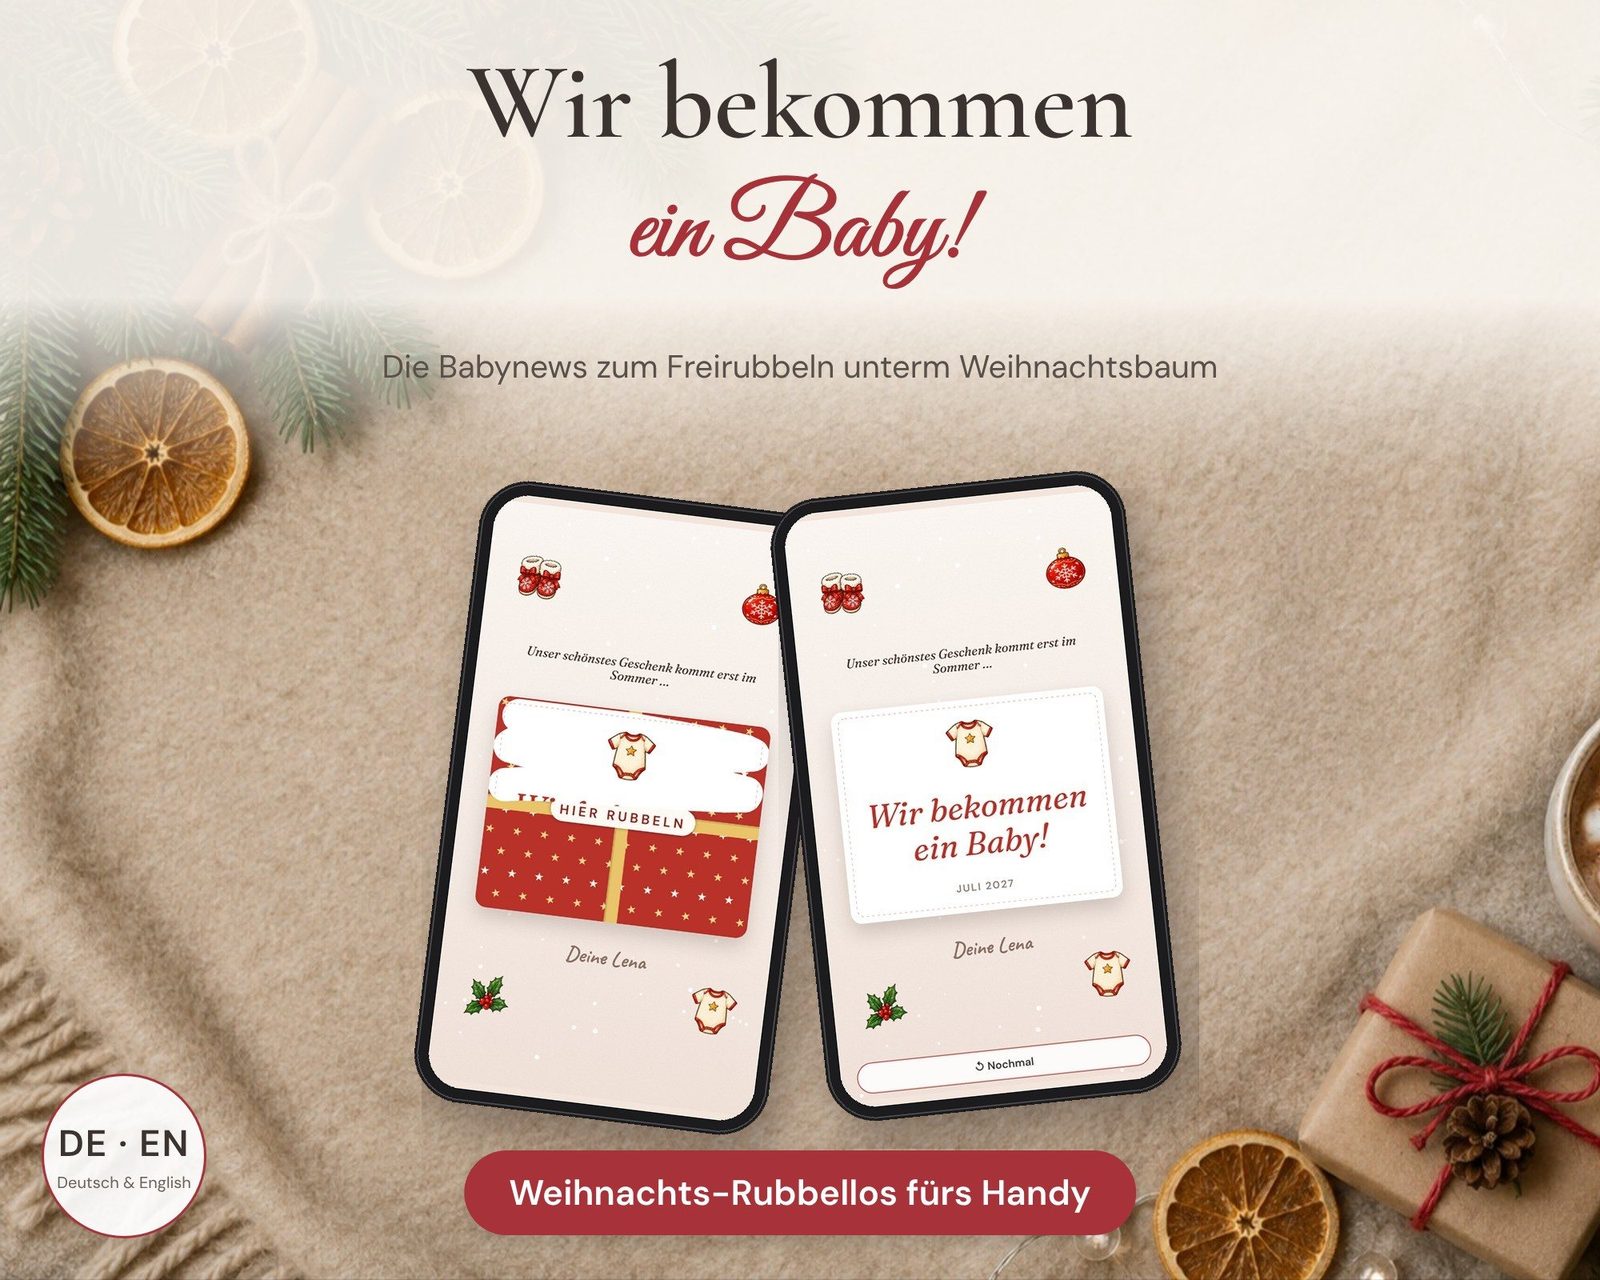 Wir bekommen
ein Baby!
Die Babynews zum Freirubbeln unterm Weihnachtsbaum
Unser schönstes Geschenk kommt erst im
Sommer ...
HIER RUBBELN
Deine Lena
Unser schönstes Geschenk kommt erst im
Sommer ...
Wir bekommen
ein Baby!
JULI 2027
Deine Lena
Nochmal
DE · EN
Deutsch & English
Weihnachts-Rubbellos fürs Handy